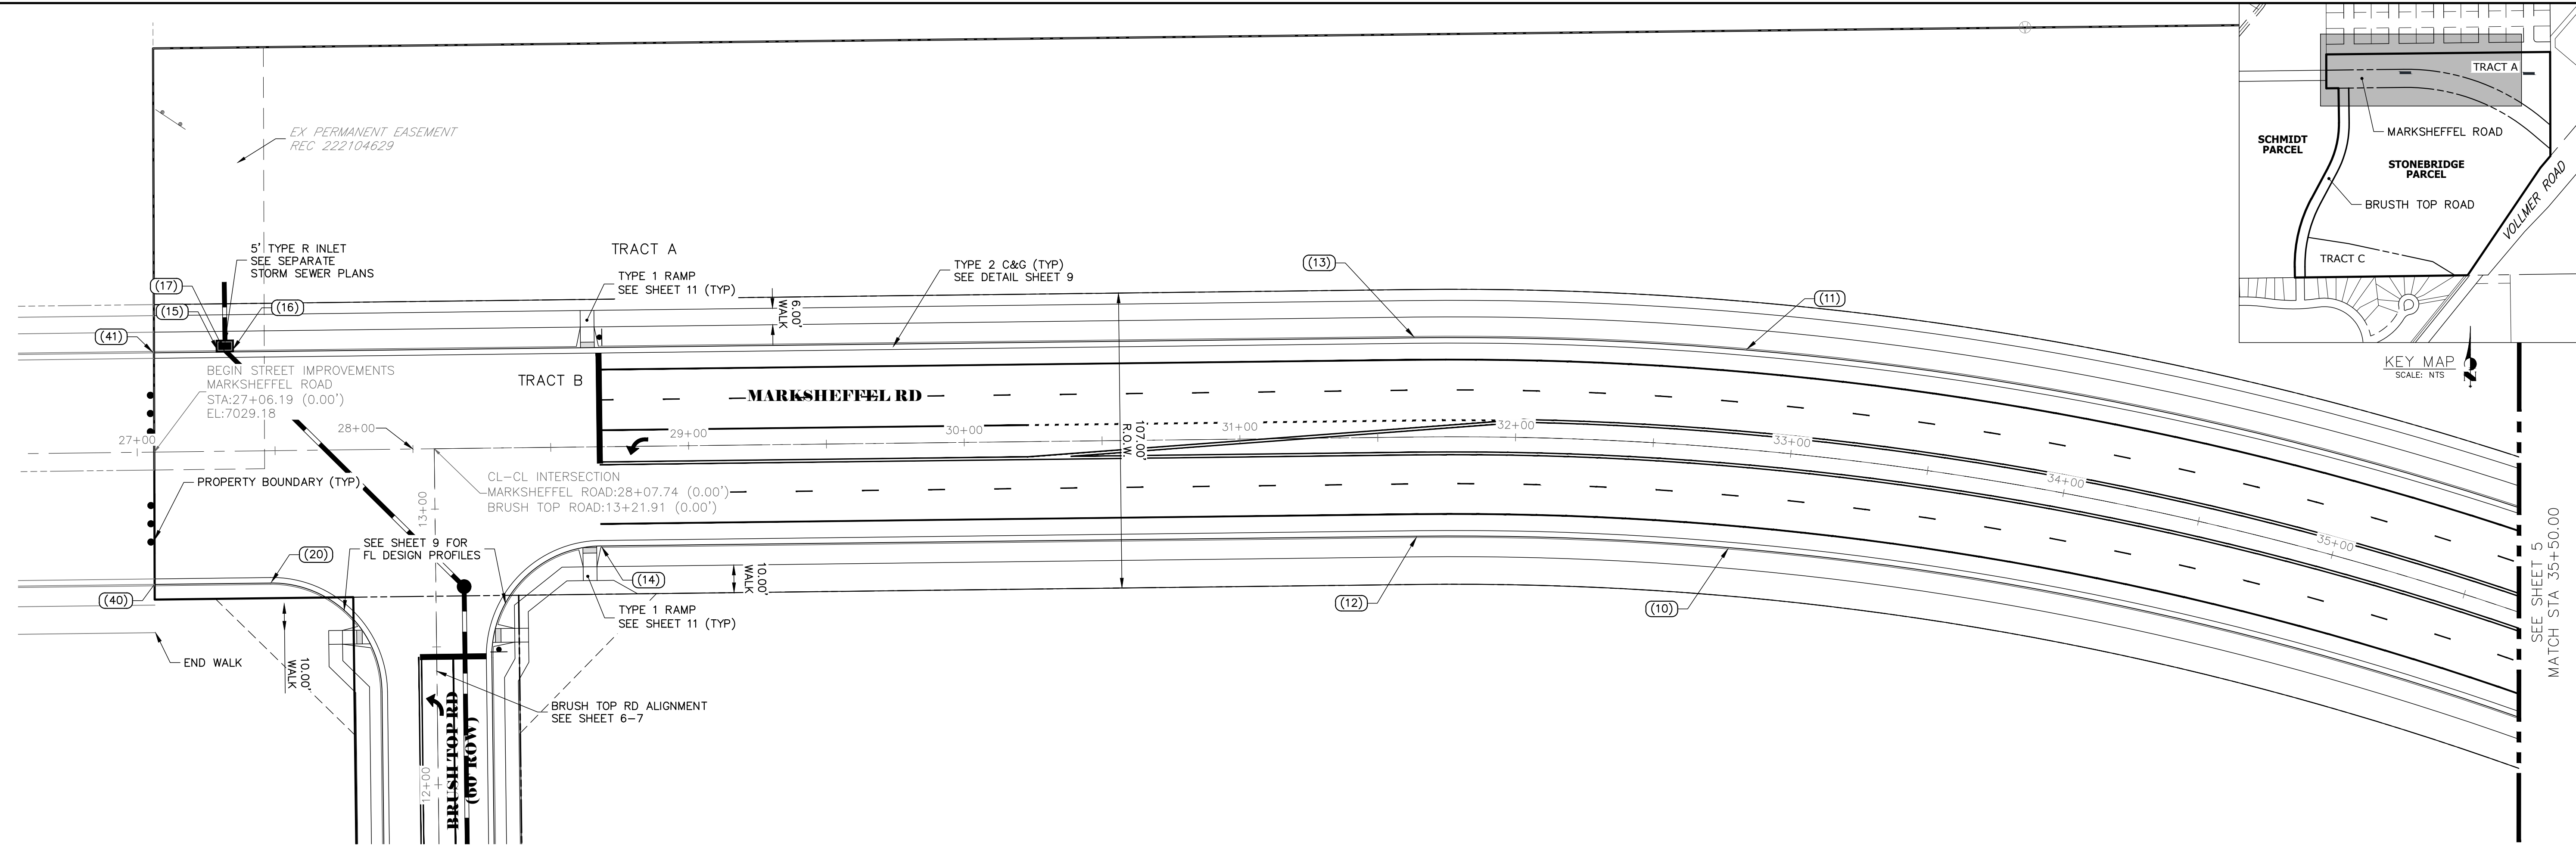 EX PERMANENT EASEMENT
REC 222104629
5' TYPE R INLET
SEE SEPARATE
STORM SEWER PLANS
TRACT A
TYPE 1 RAMP
SEE SHEET 11 (TYP)
6.00'
WALK
TYPE 2 C&G (TYP)
SEE DETAIL SHEET 9
(13)
(11)
(17)
(15)
(16)
(41)
BEGIN STREET IMPROVEMENTS
MARKSHEFFEL ROAD
STA:27+06.19 (0.00')
EL:7029.18
TRACT B
MARKSHEFFEL RD
27+00
28+00
29+00
30+00
31+00
32+00
33+00
34+00
35+00
107.00'
R.O.W.
CL-CL INTERSECTION
MARKSHEFFEL ROAD:28+07.74 (0.00')
BRUSH TOP ROAD:13+21.91 (0.00')
PROPERTY BOUNDARY (TYP)
13+00
SEE SHEET 9 FOR
FL DESIGN PROFILES
(20)
(40)
(14)
10.00'
WALK
(12)
(10)
TYPE 1 RAMP
SEE SHEET 11 (TYP)
END WALK
10.00'
WALK
BRUSH TOP RD ALIGNMENT
SEE SHEET 6-7
12+00
BRUSH TOP RD
(60' ROW)
SEE SHEET 5
MATCH STA 35+50.00
TRACT A
MARKSHEFFEL ROAD
SCHMIDT
PARCEL
STONEBRIDGE
PARCEL
BRUSTH TOP ROAD
VOLLMER ROAD
TRACT C
KEY MAP
SCALE: NTS
N